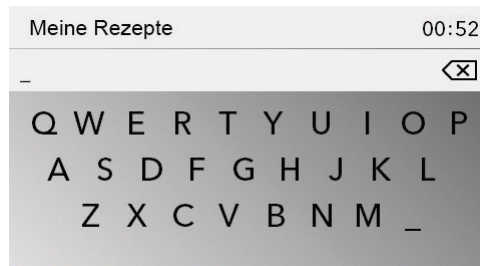 Meine Rezepte 00:52
_
Q W E R T Y U I O P
A S D F G H J K L
Z X C V B N M _